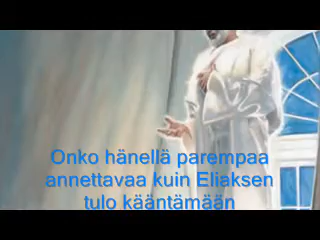 Onko hänellä parempaa
annettavaa kuin Eliaksen
tulo kääntämään